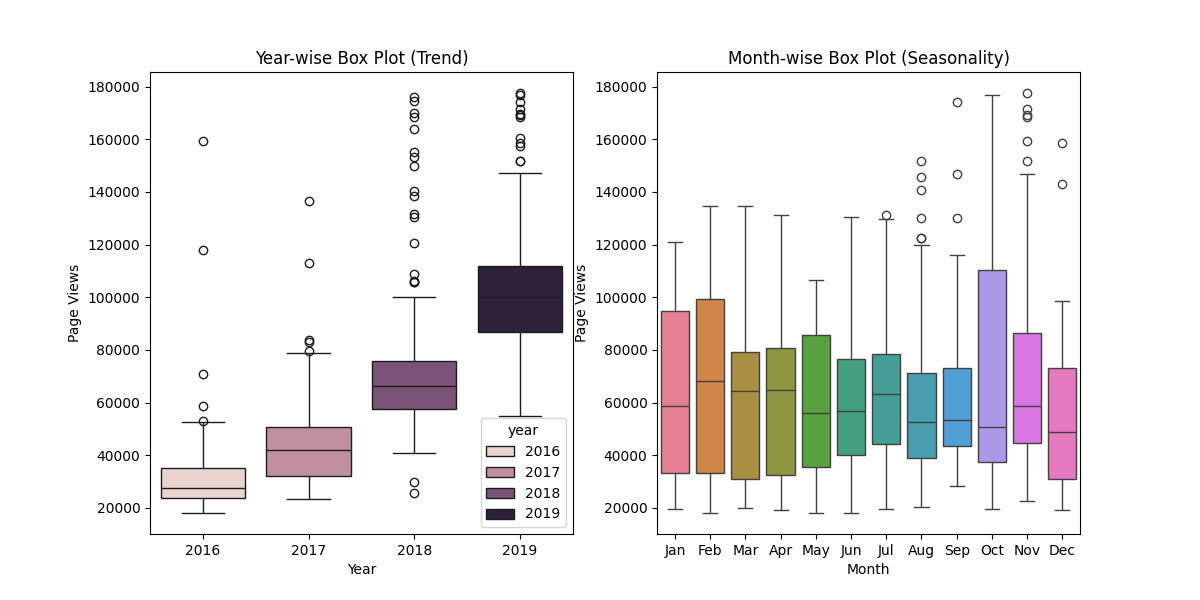 Year-wise Box Plot (Trend)
Page Views
180000
160000
140000
120000
100000
80000
60000
40000
20000
2016 2017 2018 2019
Year
year
2016
2017
2018
2019
Month-wise Box Plot (Seasonality)
Page Views
180000
160000
140000
120000
100000
80000
60000
40000
20000
Jan Feb Mar Apr May Jun Jul Aug Sep Oct Nov Dec
Month